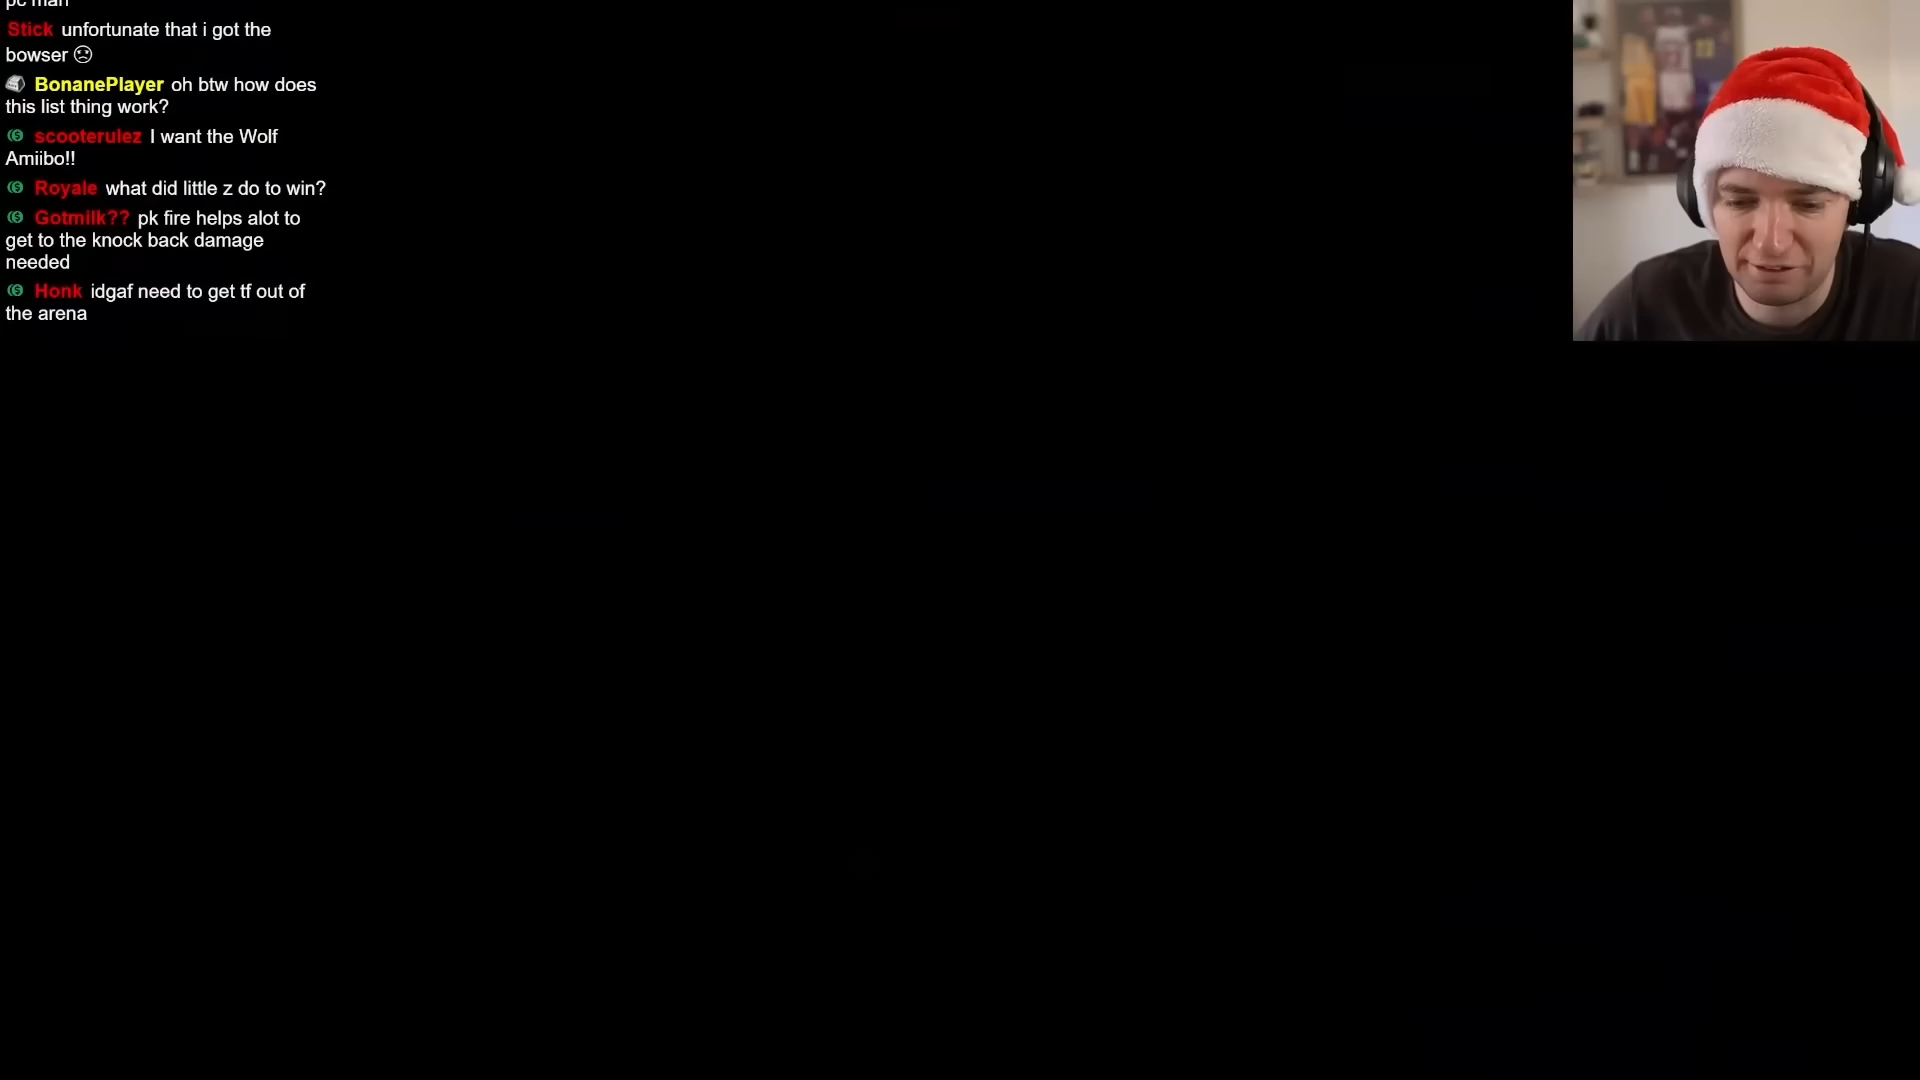 pc man
Stick unfortunate that i got the
bowser ☹
BonanePlayer oh btw how does
this list thing work?
scooterulez I want the Wolf
Amiibo!!
Royale what did little z do to win?
Gotmilk?? pk fire helps alot to
get to the knock back damage
needed
Honk idgaf need to get tf out of
the arena